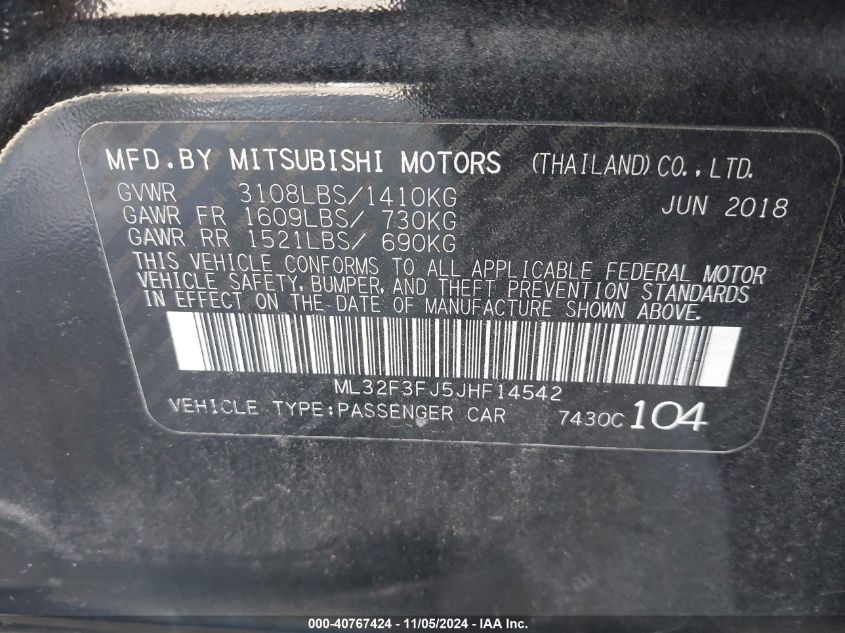 MFD.BY MITSUBISHI MOTORS (THAILAND) CO., LTD.
GVWR 3108LBS/1410KG JUN 2018
GAWR FR 1609LBS/ 730KG
GAWR RR 1521LBS/ 690KG
THIS VEHICLE CONFORMS TO ALL APPLICABLE FEDERAL MOTOR
VEHICLE SAFETY, BUMPER, AND THEFT PREVENTION STANDARDS
IN EFFECT ON THE DATE OF MANUFACTURE SHOWN ABOVE.
ML32F3FJ5JHF14542
VEHICLE TYPE:PASSENGER CAR 7430C 104
000-40767424 - 11/05/2024 - IAA Inc.